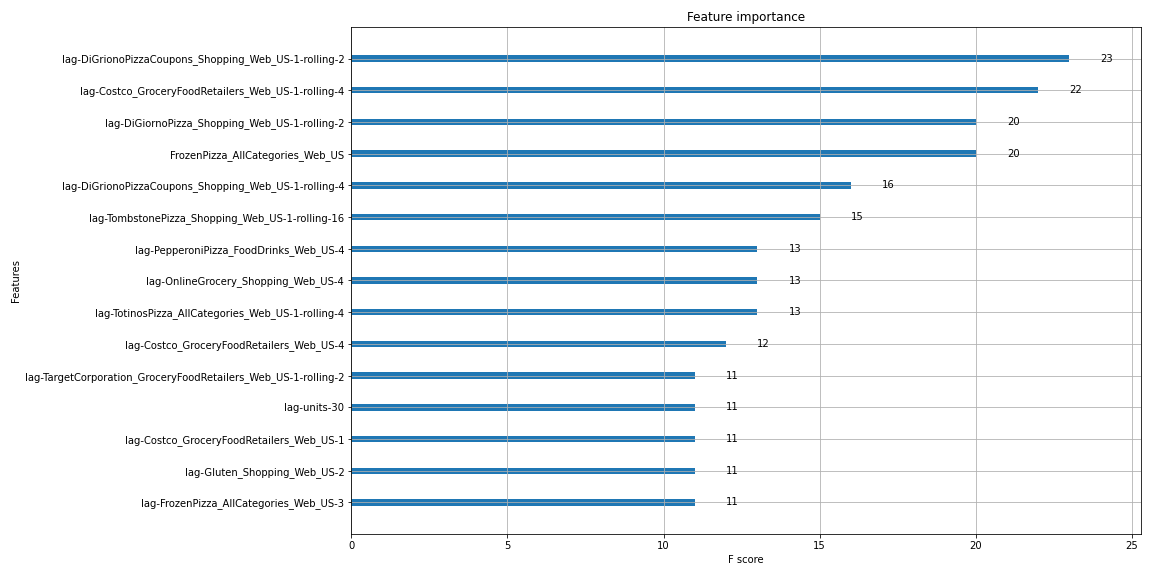 Feature importance
lag-DiGrionoPizzaCoupons_Shopping_Web_US-1-rolling-2 23
lag-Costco_GroceryFoodRetailers_Web_US-1-rolling-4 22
lag-DiGiornoPizza_Shopping_Web_US-1-rolling-2 20
FrozenPizza_AllCategories_Web_US 20
lag-DiGrionoPizzaCoupons_Shopping_Web_US-1-rolling-4 16
lag-TombstonePizza_Shopping_Web_US-1-rolling-16 15
lag-PepperoniPizza_FoodDrinks_Web_US-4 13
lag-OnlineGrocery_Shopping_Web_US-4 13
lag-TotinosPizza_AllCategories_Web_US-1-rolling-4 13
lag-Costco_GroceryFoodRetailers_Web_US-4 12
lag-TargetCorporation_GroceryFoodRetailers_Web_US-1-rolling-2 11
lag-units-30 11
lag-Costco_GroceryFoodRetailers_Web_US-1 11
lag-Gluten_Shopping_Web_US-2 11
lag-FrozenPizza_AllCategories_Web_US-3 11
Features
0 5 10 15 20 25
F score